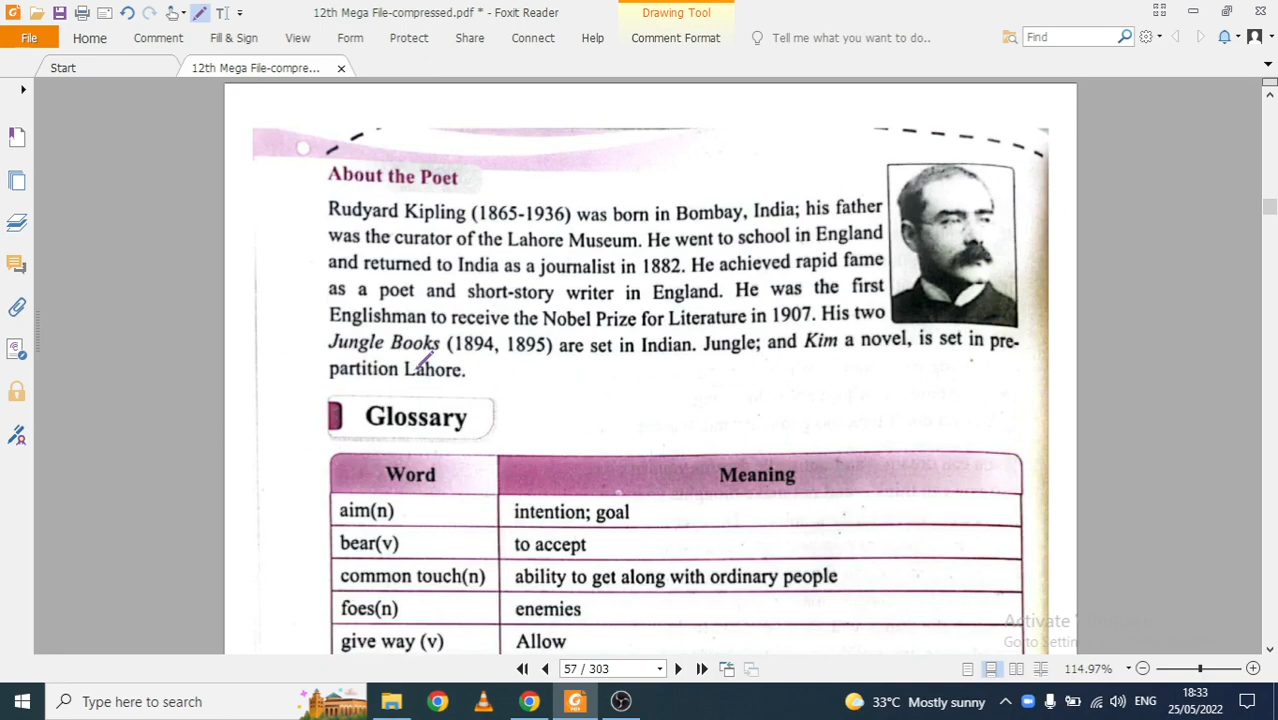 12th Mega File-compressed.pdf * - Foxit Reader
Drawing Tool
File Home Comment Fill & Sign View Form Protect Share Connect Help Comment Format Tell me what you want to do.. Find
Start 12th Mega File-compre...
About the Poet
Rudyard Kipling (1865-1936) was born in Bombay, India; his father
was the curator of the Lahore Museum. He went to school in England
and returned to India as a journalist in 1882. He achieved rapid fame
as a poet and short-story writer in England. He was the first
Englishman to receive the Nobel Prize for Literature in 1907. His two
Jungle Books (1894, 1895) are set in Indian. Jungle; and Kim a novel, is set in pre-
partition Lahore.
Glossary
Word Meaning
aim(n) intention; goal
bear(v) to accept
common touch(n) ability to get along with ordinary people
foes(n) enemies
give way (v) Allow
Activate
Go to Settin
57 / 303
114.97%
Type here to search
33°C Mostly sunny
ENG
18:33
25/05/2022